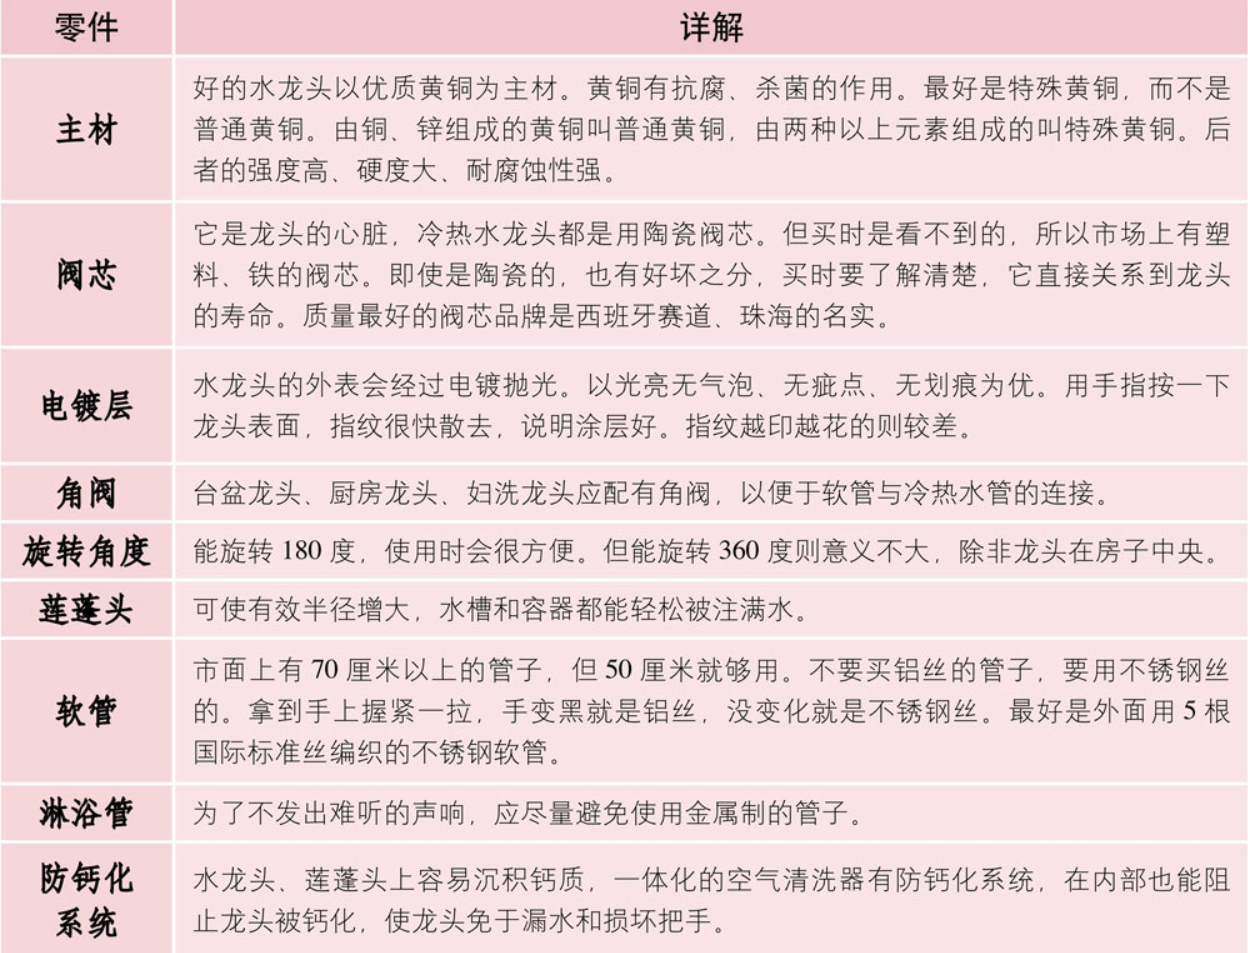 零件 详解
主材
好的水龙头以优质黄铜为主材。黄铜有抗腐、杀菌的作用。最好是特殊黄铜，而不是
普通黄铜。由铜、锌组成的黄铜叫普通黄铜，由两种以上元素组成的叫特殊黄铜。后
者的强度高、硬度大、耐腐蚀性强。
阀芯
它是龙头的心脏，冷热水龙头都是用陶瓷阀芯。但买时是看不到的，所以市场上有塑
料、铁的阀芯。即使是陶瓷的，也有好坏之分，买时要了解清楚，它直接关系到龙头
的寿命。质量最好的阀芯品牌是西班牙赛道、珠海的名实。
电镀层
水龙头的外表会经过电镀抛光。以光亮无气泡、无疵点、无划痕为优。用手指按一下
龙头表面，指纹很快散去，说明涂层好。指纹越印越花的则较差。
角阀
台盆龙头、厨房龙头、妇洗龙头应配有角阀，以便于软管与冷热水管的连接。
旋转角度
能旋转 180 度，使用时会很方便。但能旋转 360 度则意义不大，除非龙头在房子中央。
莲蓬头
可使有效半径增大，水槽和容器都能轻松被注满水。
软管
市面上有 70 厘米以上的管子，但 50 厘米就够用。不要买铝丝的管子，要用不锈钢丝
的。拿到手上握紧一拉，手变黑就是铝丝，没变化就是不锈钢丝。最好是外面用 5 根
国际标准丝编织的不锈钢软管。
淋浴管
为了不发出难听的声响，应尽量避免使用金属制的管子。
防钙化
系统
水龙头、莲蓬头上容易沉积钙质，一体化的空气清洗器有防钙化系统，在内部也能阻
止龙头被钙化，使龙头免于漏水和损坏把手。